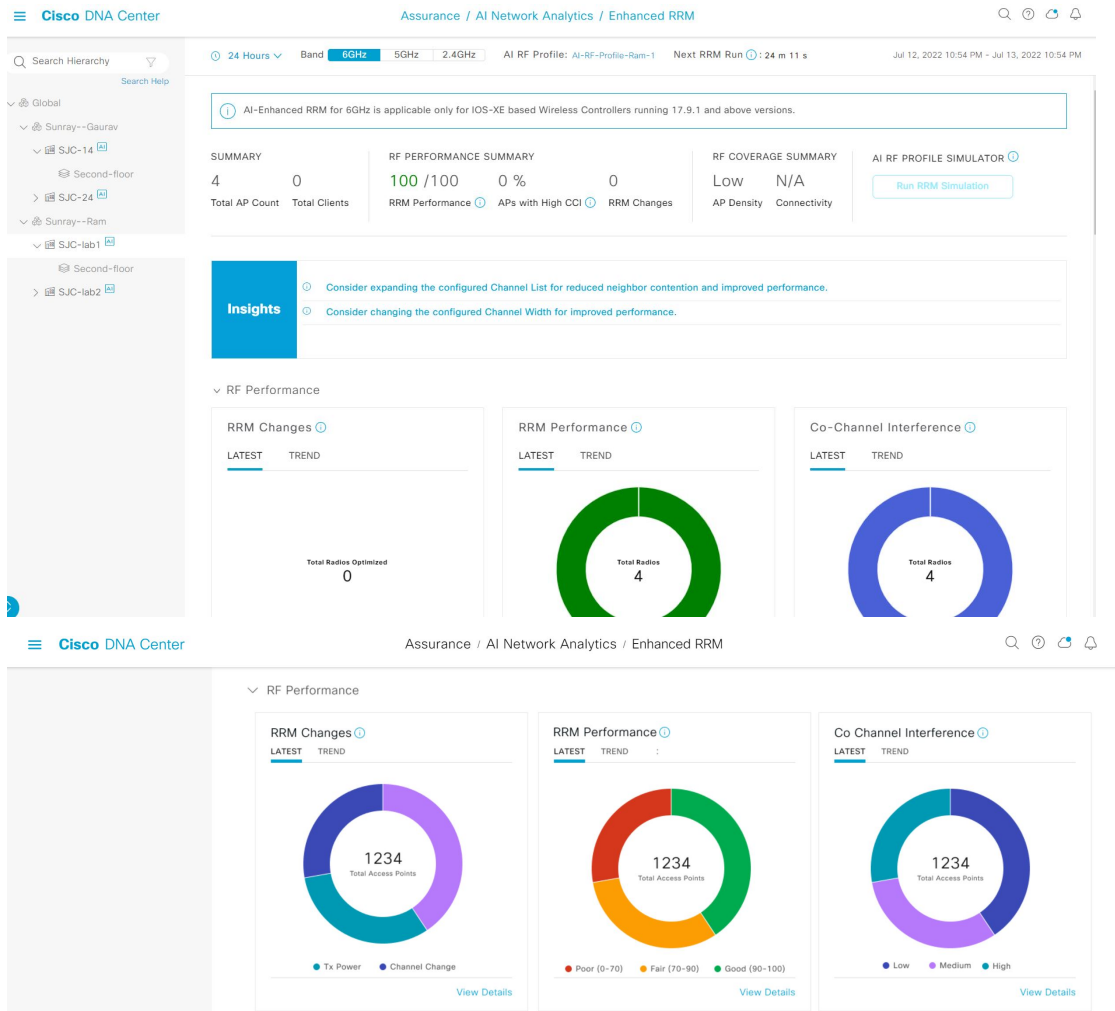 Cisco DNA Center
Assurance / AI Network Analytics / Enhanced RRM
Search Hierarchy
Search Help
Global
Sunray--Gaurav
SJC-14 AI
Second-floor
SJC-24 AI
Sunray--Ram
SJC-lab1 AI
Second-floor
SJC-lab2 AI
24 Hours Band 6GHz 5GHz 2.4GHz AI RF Profile: AI-RF-Profile-Ram-1 Next RRM Run : 24 m 11 s Jul 12, 2022 10:54 PM - Jul 13, 2022 10:54 PM
AI-Enhanced RRM for 6GHz is applicable only for IOS-XE based Wireless Controllers running 17.9.1 and above versions.
SUMMARY
4 0
Total AP Count Total Clients
RF PERFORMANCE SUMMARY
100 /100 0 % 0
RRM Performance APs with High CCI RRM Changes
RF COVERAGE SUMMARY
Low N/A
AP Density Connectivity
AI RF PROFILE SIMULATOR
Run RRM Simulation
Insights
Consider expanding the configured Channel List for reduced neighbor contention and improved performance.
Consider changing the configured Channel Width for improved performance.
RF Performance
RRM Changes
LATEST TREND
Total Radios Optimized
0
RRM Performance
LATEST TREND
Total Radios
4
Co-Channel Interference
LATEST TREND
Total Radios
4
Cisco DNA Center
Assurance / AI Network Analytics / Enhanced RRM
RF Performance
RRM Changes
LATEST TREND
1234
Total Access Points
Tx Power Channel Change
View Details
RRM Performance
LATEST TREND :
1234
Total Access Points
Poor (0-70) Fair (70-90) Good (90-100)
View Details
Co Channel Interference
LATEST TREND
1234
Total Access Points
Low Medium High
View Details